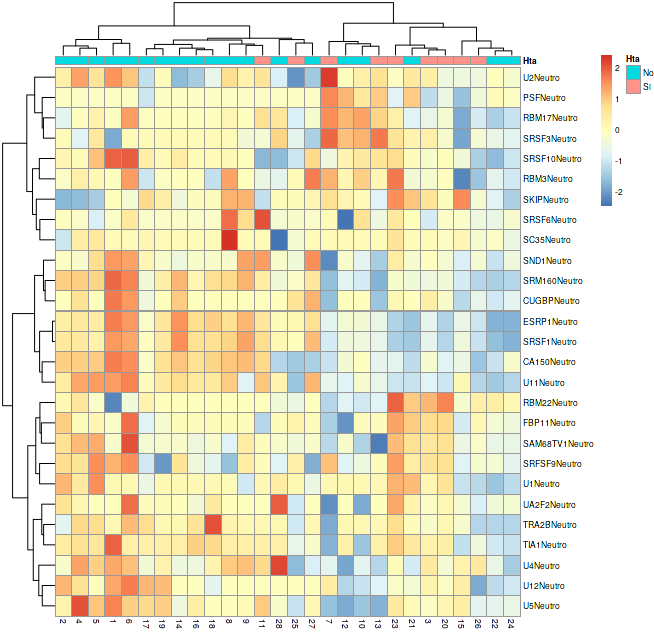 Hta
U2Neutro
PSFNeutro
RBM17Neutro
SRSF3Neutro
SRSF10Neutro
RBM3Neutro
SKIPNeutro
SRSF6Neutro
SC35Neutro
SND1Neutro
SRM160Neutro
CUGBPNeutro
ESRP1Neutro
SRSF1Neutro
CA150Neutro
U11Neutro
RBM22Neutro
FBP11Neutro
SAM68TV1Neutro
SRFSF9Neutro
U1Neutro
UA2F2Neutro
TRA2BNeutro
TIA1Neutro
U4Neutro
U12Neutro
U5Neutro
2 4 5 1 6 17 19 14 16 18 8 9 11 28 25 27 7 12 10 13 23 21 3 20 15 26 22 24
2
1
0
-1
-2
Hta
No
SI